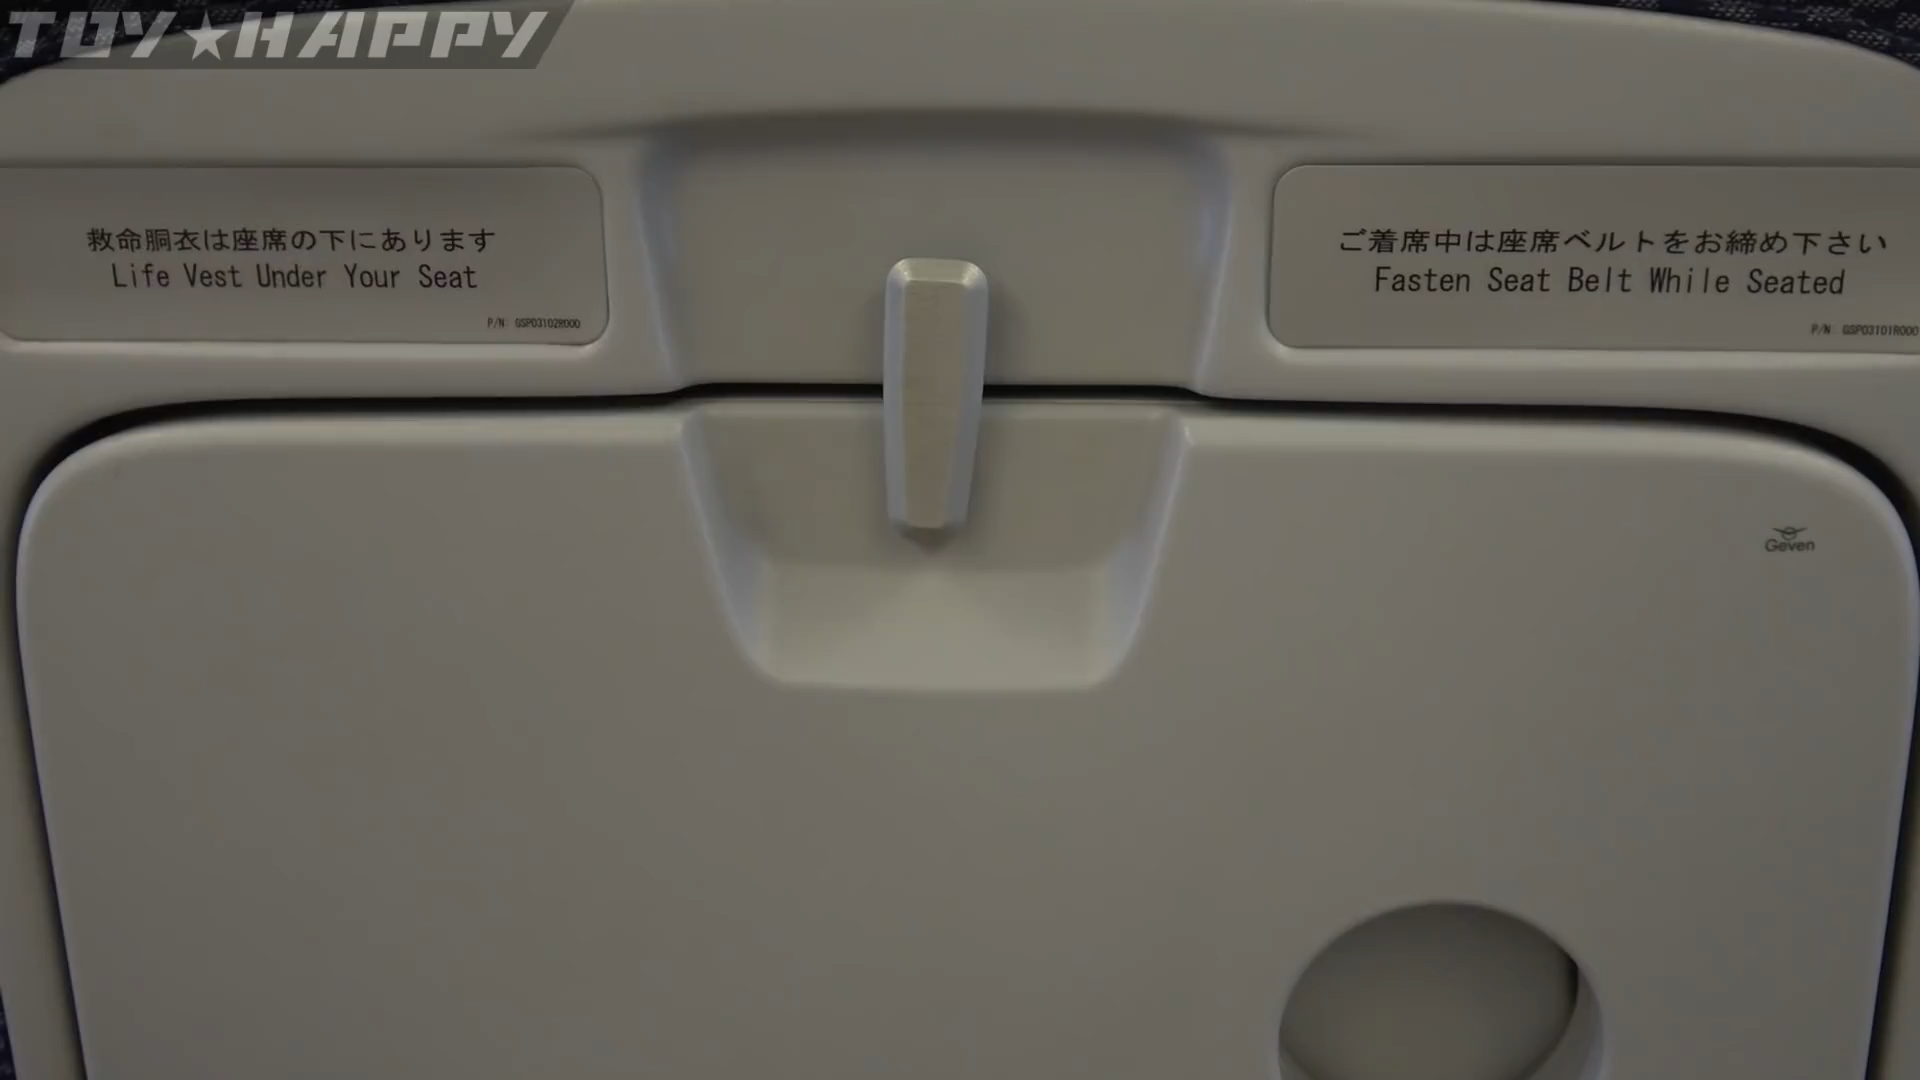 TOY★HAPPY
救命胴衣は座席の下にあります
Life Vest Under Your Seat
P/N: GSP03102R000
ご着席中は座席ベルトをお締め下さい
Fasten Seat Belt While Seated
P/N: GSP03101R000
Geven